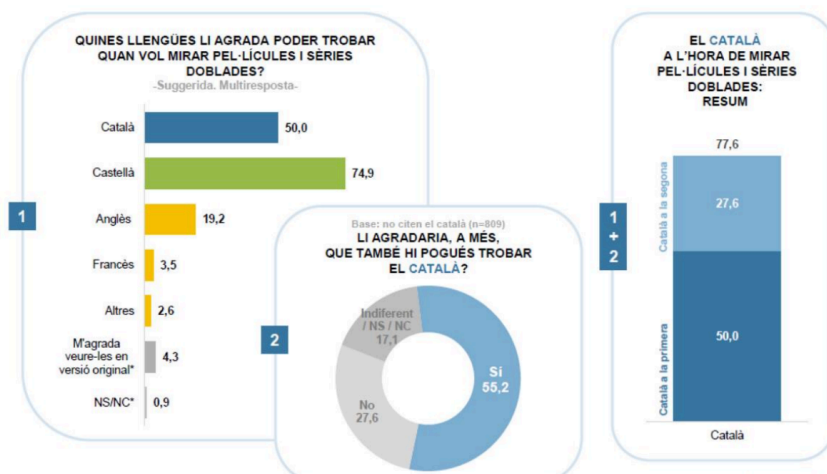 QUINES LLENGÜES LI AGRADA PODER TROBAR
QUAN VOL MIRAR PEL·LÍCULES I SÈRIES
DOBLADES?
-Suggerida. Multiresposta-
1
Català
50,0
Castellà
74,9
Anglès
19,2
Francès
3,5
Altres
2,6
M'agrada
veure-les en
versió original*
4,3
NS/NC*
0,9
2
Base: no citen el català (n=809)
LI AGRADARIA, A MÉS,
QUE TAMBÉ HI POGUÉS TROBAR
EL CATALÀ?
Indiferent
/ NS / NC
17,1
Sí
55,2
No
27,6
1
+
2
EL CATALÀ
A L'HORA DE MIRAR
PEL·LÍCULES I SÈRIES
DOBLADES:
RESUM
77,6
Català a la segona
27,6
Català a la primera
50,0
Català